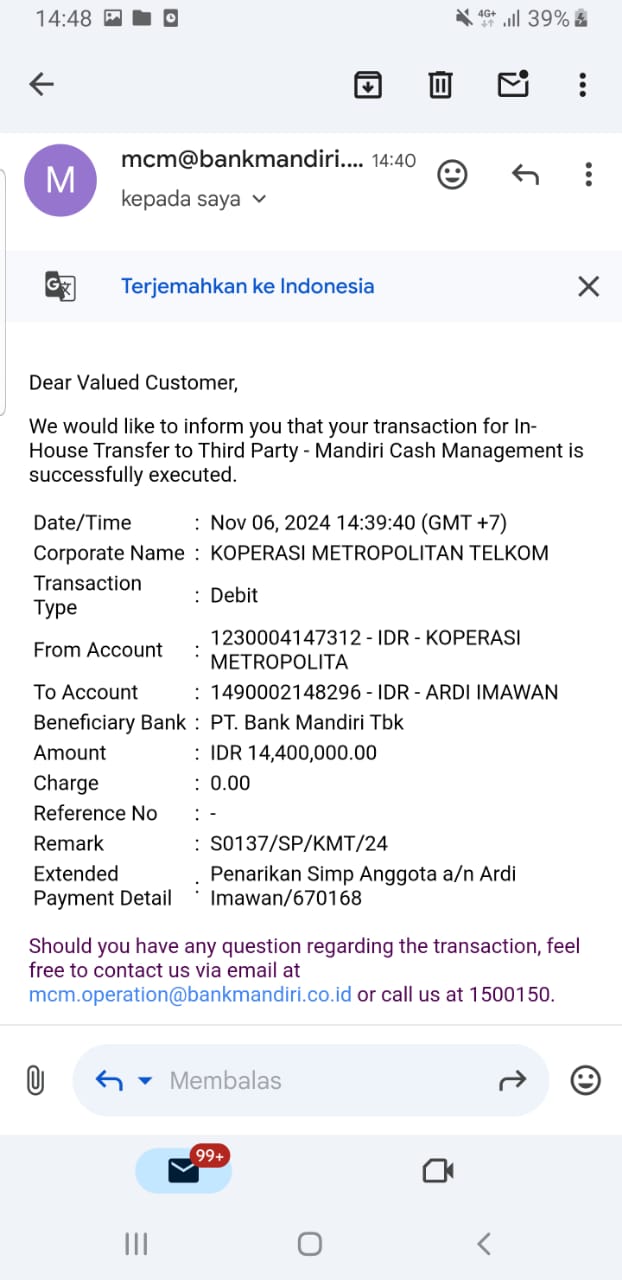 14:48
4G+ 39%
M
mcm@bankmandiri.... 14:40
kepada saya
Terjemahkan ke Indonesia
Dear Valued Customer,
We would like to inform you that your transaction for In-
House Transfer to Third Party - Mandiri Cash Management is
successfully executed.
Date/Time : Nov 06, 2024 14:39:40 (GMT +7)
Corporate Name : KOPERASI METROPOLITAN TELKOM
Transaction
Type : Debit
From Account : 1230004147312 - IDR - KOPERASI
METROPOLITA
To Account : 1490002148296 - IDR - ARDI IMAWAN
Beneficiary Bank : PT. Bank Mandiri Tbk
Amount : IDR 14,400,000.00
Charge : 0.00
Reference No : -
Remark : S0137/SP/KMT/24
Extended
Payment Detail : Penarikan Simp Anggota a/n Ardi
Imawan/670168
Should you have any question regarding the transaction, feel
free to contact us via email at
mcm.operation@bankmandiri.co.id or call us at 1500150.
Membalas
99+